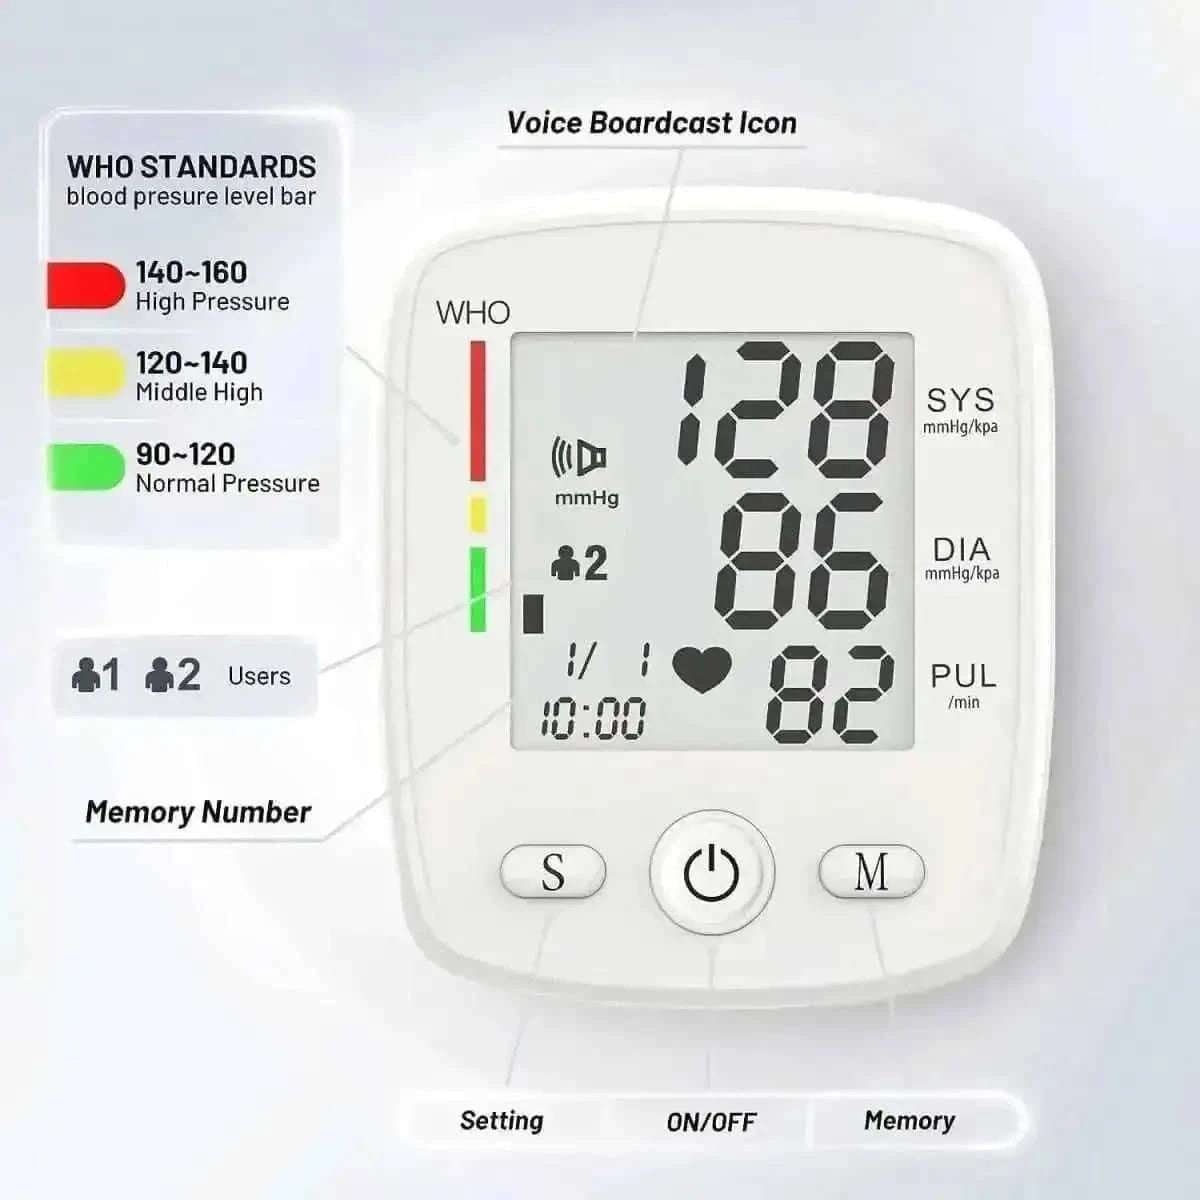 Voice Boardcast Icon
WHO STANDARDS
blood presure level bar
140~160
High Pressure
120~140
Middle High
90~120
Normal Pressure
1 2 Users
Memory Number
WHO
128
SYS
mmHg/kpa
mmHg
86
DIA
mmHg/kpa
2
1/ 1
10:00
82
PUL
/min
S
M
Setting
ON/OFF
Memory